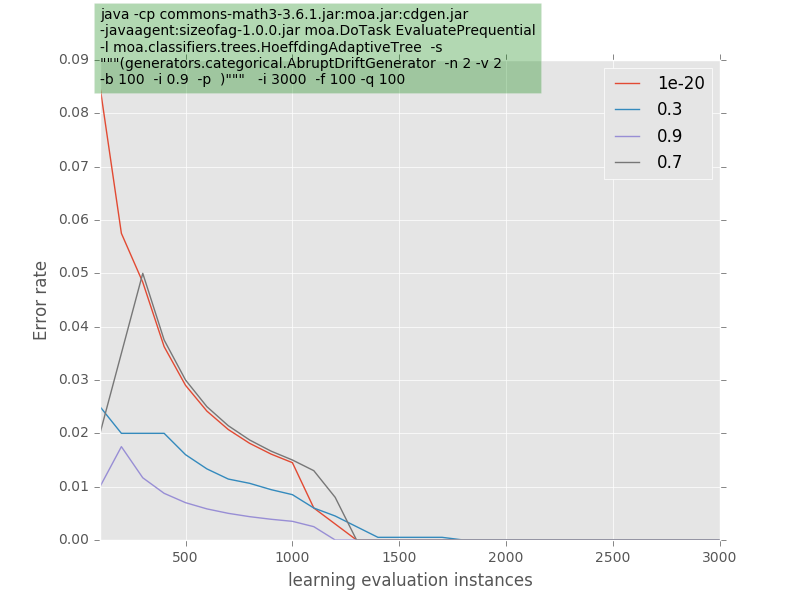 java -cp commons-math3-3.6.1.jar:moa.jar:cdgen.jar
-javaagent:sizeofag-1.0.0.jar moa.DoTask EvaluatePrequential
-l moa.classifiers.trees.HoeffdingAdaptiveTree  -s
"""(generators.categorical.AbruptDriftGenerator  -n 2 -v 2
-b 100  -i 0.9  -p  )"""   -i 3000  -f 100 -q 100
1e-20
0.3
0.9
0.7
0.09
0.08
0.07
0.06
0.05
0.04
0.03
0.02
0.01
0.00
Error rate
500 1000 1500 2000 2500 3000
learning evaluation instances